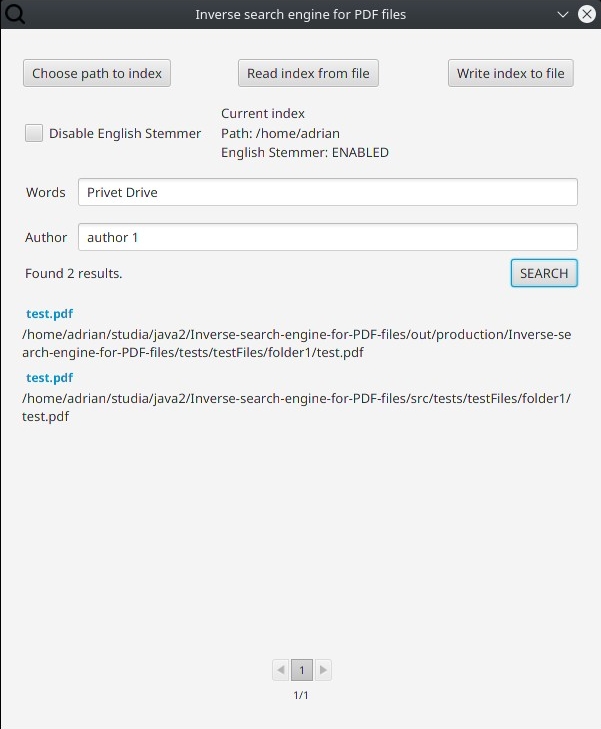 Inverse search engine for PDF files
Choose path to index
Read index from file
Write index to file
Disable English Stemmer
Current index
Path: /home/adrian
English Stemmer: ENABLED
Words
Privet Drive
Author
author 1
Found 2 results.
SEARCH
test.pdf
/home/adrian/studia/java2/Inverse-search-engine-for-PDF-files/out/production/Inverse-se
arch-engine-for-PDF-files/tests/testFiles/folder1/test.pdf
test.pdf
/home/adrian/studia/java2/Inverse-search-engine-for-PDF-files/src/tests/testFiles/folder1/
test.pdf
1
1/1